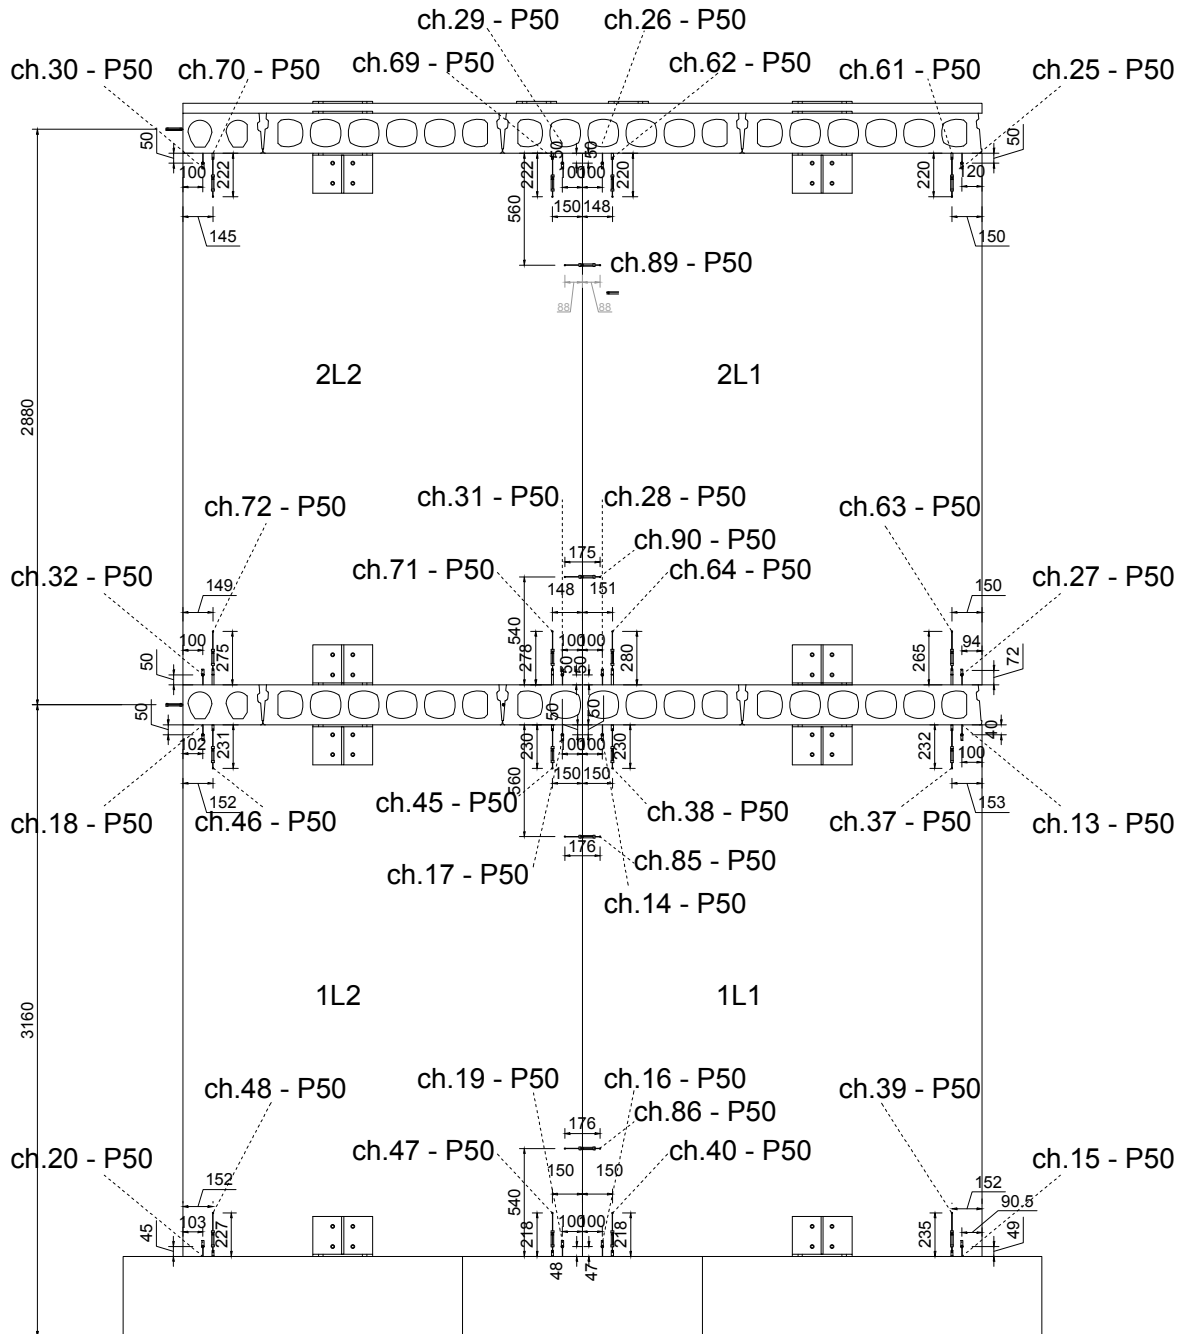 ch.29 - P50 ch.26 - P50
ch.30 - P50 ch.70 - P50 ch.69 - P50 ch.62 - P50 ch.61 - P50 ch.25 - P50
50 50 50 50
100 222 222 100 100 220 220 120
145 560 150 148 150
ch.89 - P50
88 88
2L2 2L1
2880
ch.31 - P50 ch.28 - P50
ch.72 - P50 ch.63 - P50
175 ch.90 - P50
ch.32 - P50 ch.71 - P50 ch.64 - P50 ch.27 - P50
149 148 151 150
100 275 540 278 100 100 280 265 94
50 50 50 72
50 50 50 40
102 231 230 100 100 230 232 100
152 560 150 150 153
ch.18 - P50 ch.46 - P50 ch.45 - P50 ch.38 - P50 ch.37 - P50 ch.13 - P50
176 ch.85 - P50
ch.17 - P50 ch.14 - P50
1L2 1L1
3160
ch.48 - P50 ch.19 - P50 ch.16 - P50 ch.39 - P50
176 ch.86 - P50
ch.20 - P50 ch.47 - P50 ch.40 - P50 ch.15 - P50
152 150 150 152
103 227 540 218 100 100 218 235 90.5
45 48 47 49